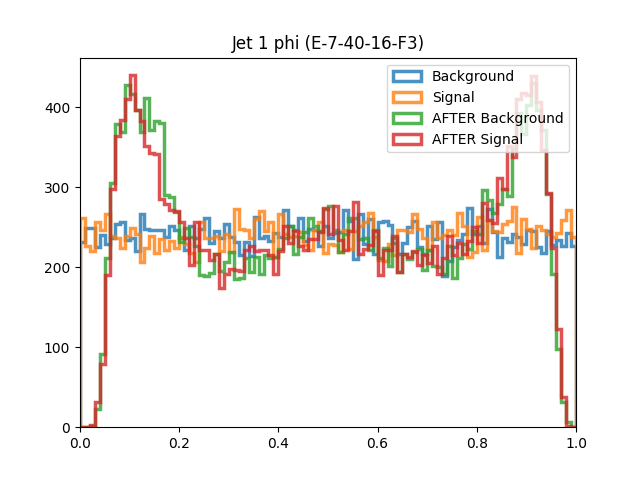 Jet 1 phi (E-7-40-16-F3)
Background
Signal
AFTER Background
AFTER Signal
400
300
200
100
0
0.0 0.2 0.4 0.6 0.8 1.0